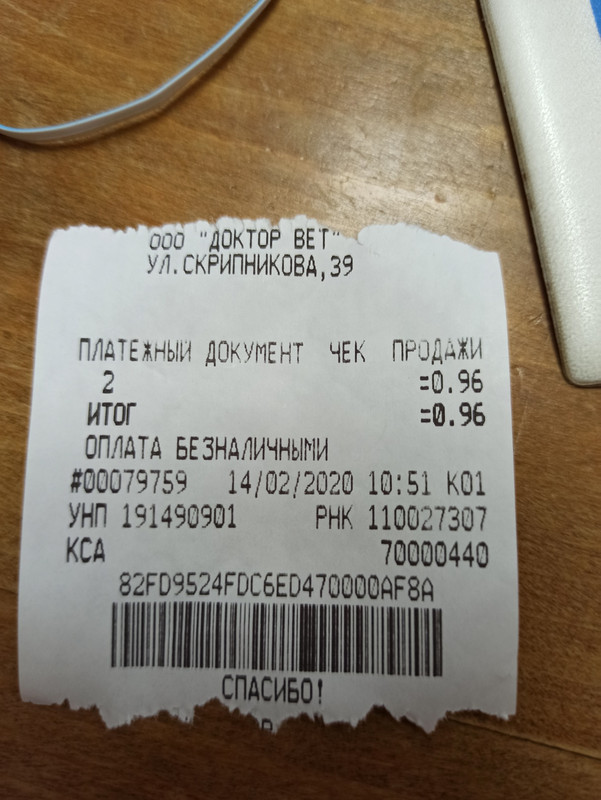 ООО "ДОКТОР ВЕТ"
УЛ.СКРИПНИКОВА,39
ПЛАТЕЖНЫЙ ДОКУМЕНТ ЧЕК ПРОДАЖИ
2 =0.96
ИТОГ =0.96
ОПЛАТА БЕЗНАЛИЧНЫМИ
#00079759 14/02/2020 10:51 К01
УНП 191490901 РНК 110027307
КСА 70000440
82FD9524FDC6ED470000AF8A
СПАСИБО!